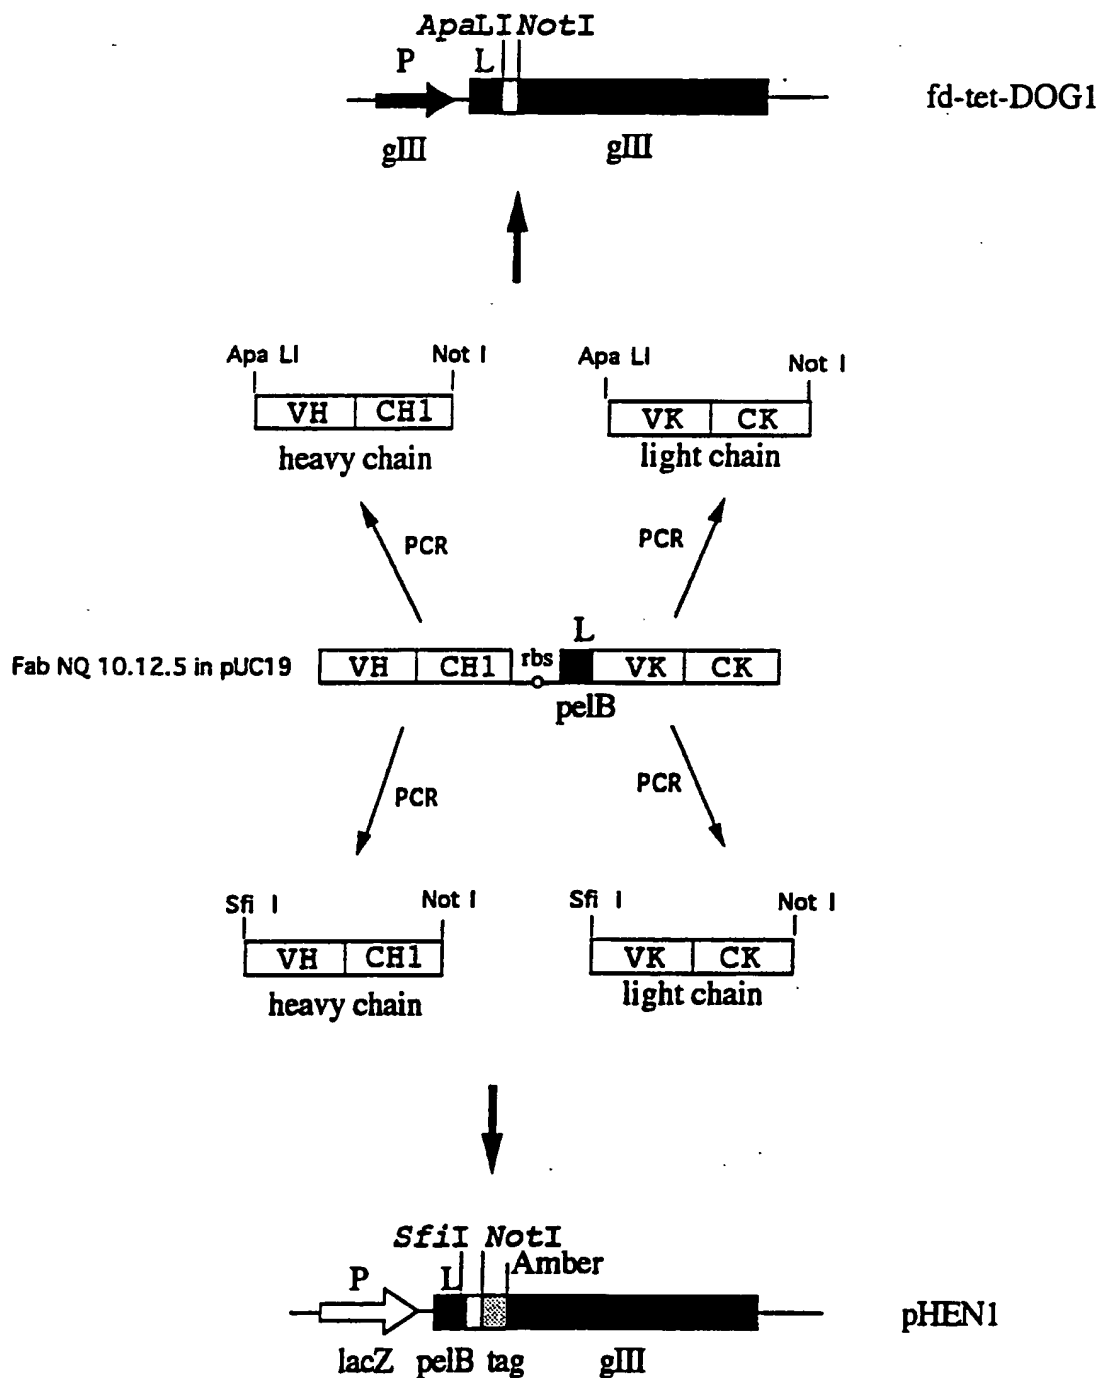 ApaLI NotI
P L
fd-tet-DOG1
gIII gIII
Apa LI Not I
VH CH1
heavy chain
Apa LI Not I
VK CK
light chain
PCR PCR
L
Fab NQ 10.12.5 in pUC19 VH CH1 rbs VK CK
pelB
PCR PCR
Sfi I Not I
VH CH1
heavy chain
Sfi I Not I
VK CK
light chain
SfiI NotI
Amber
P L
pHEN1
lacZ pelB tag gIII